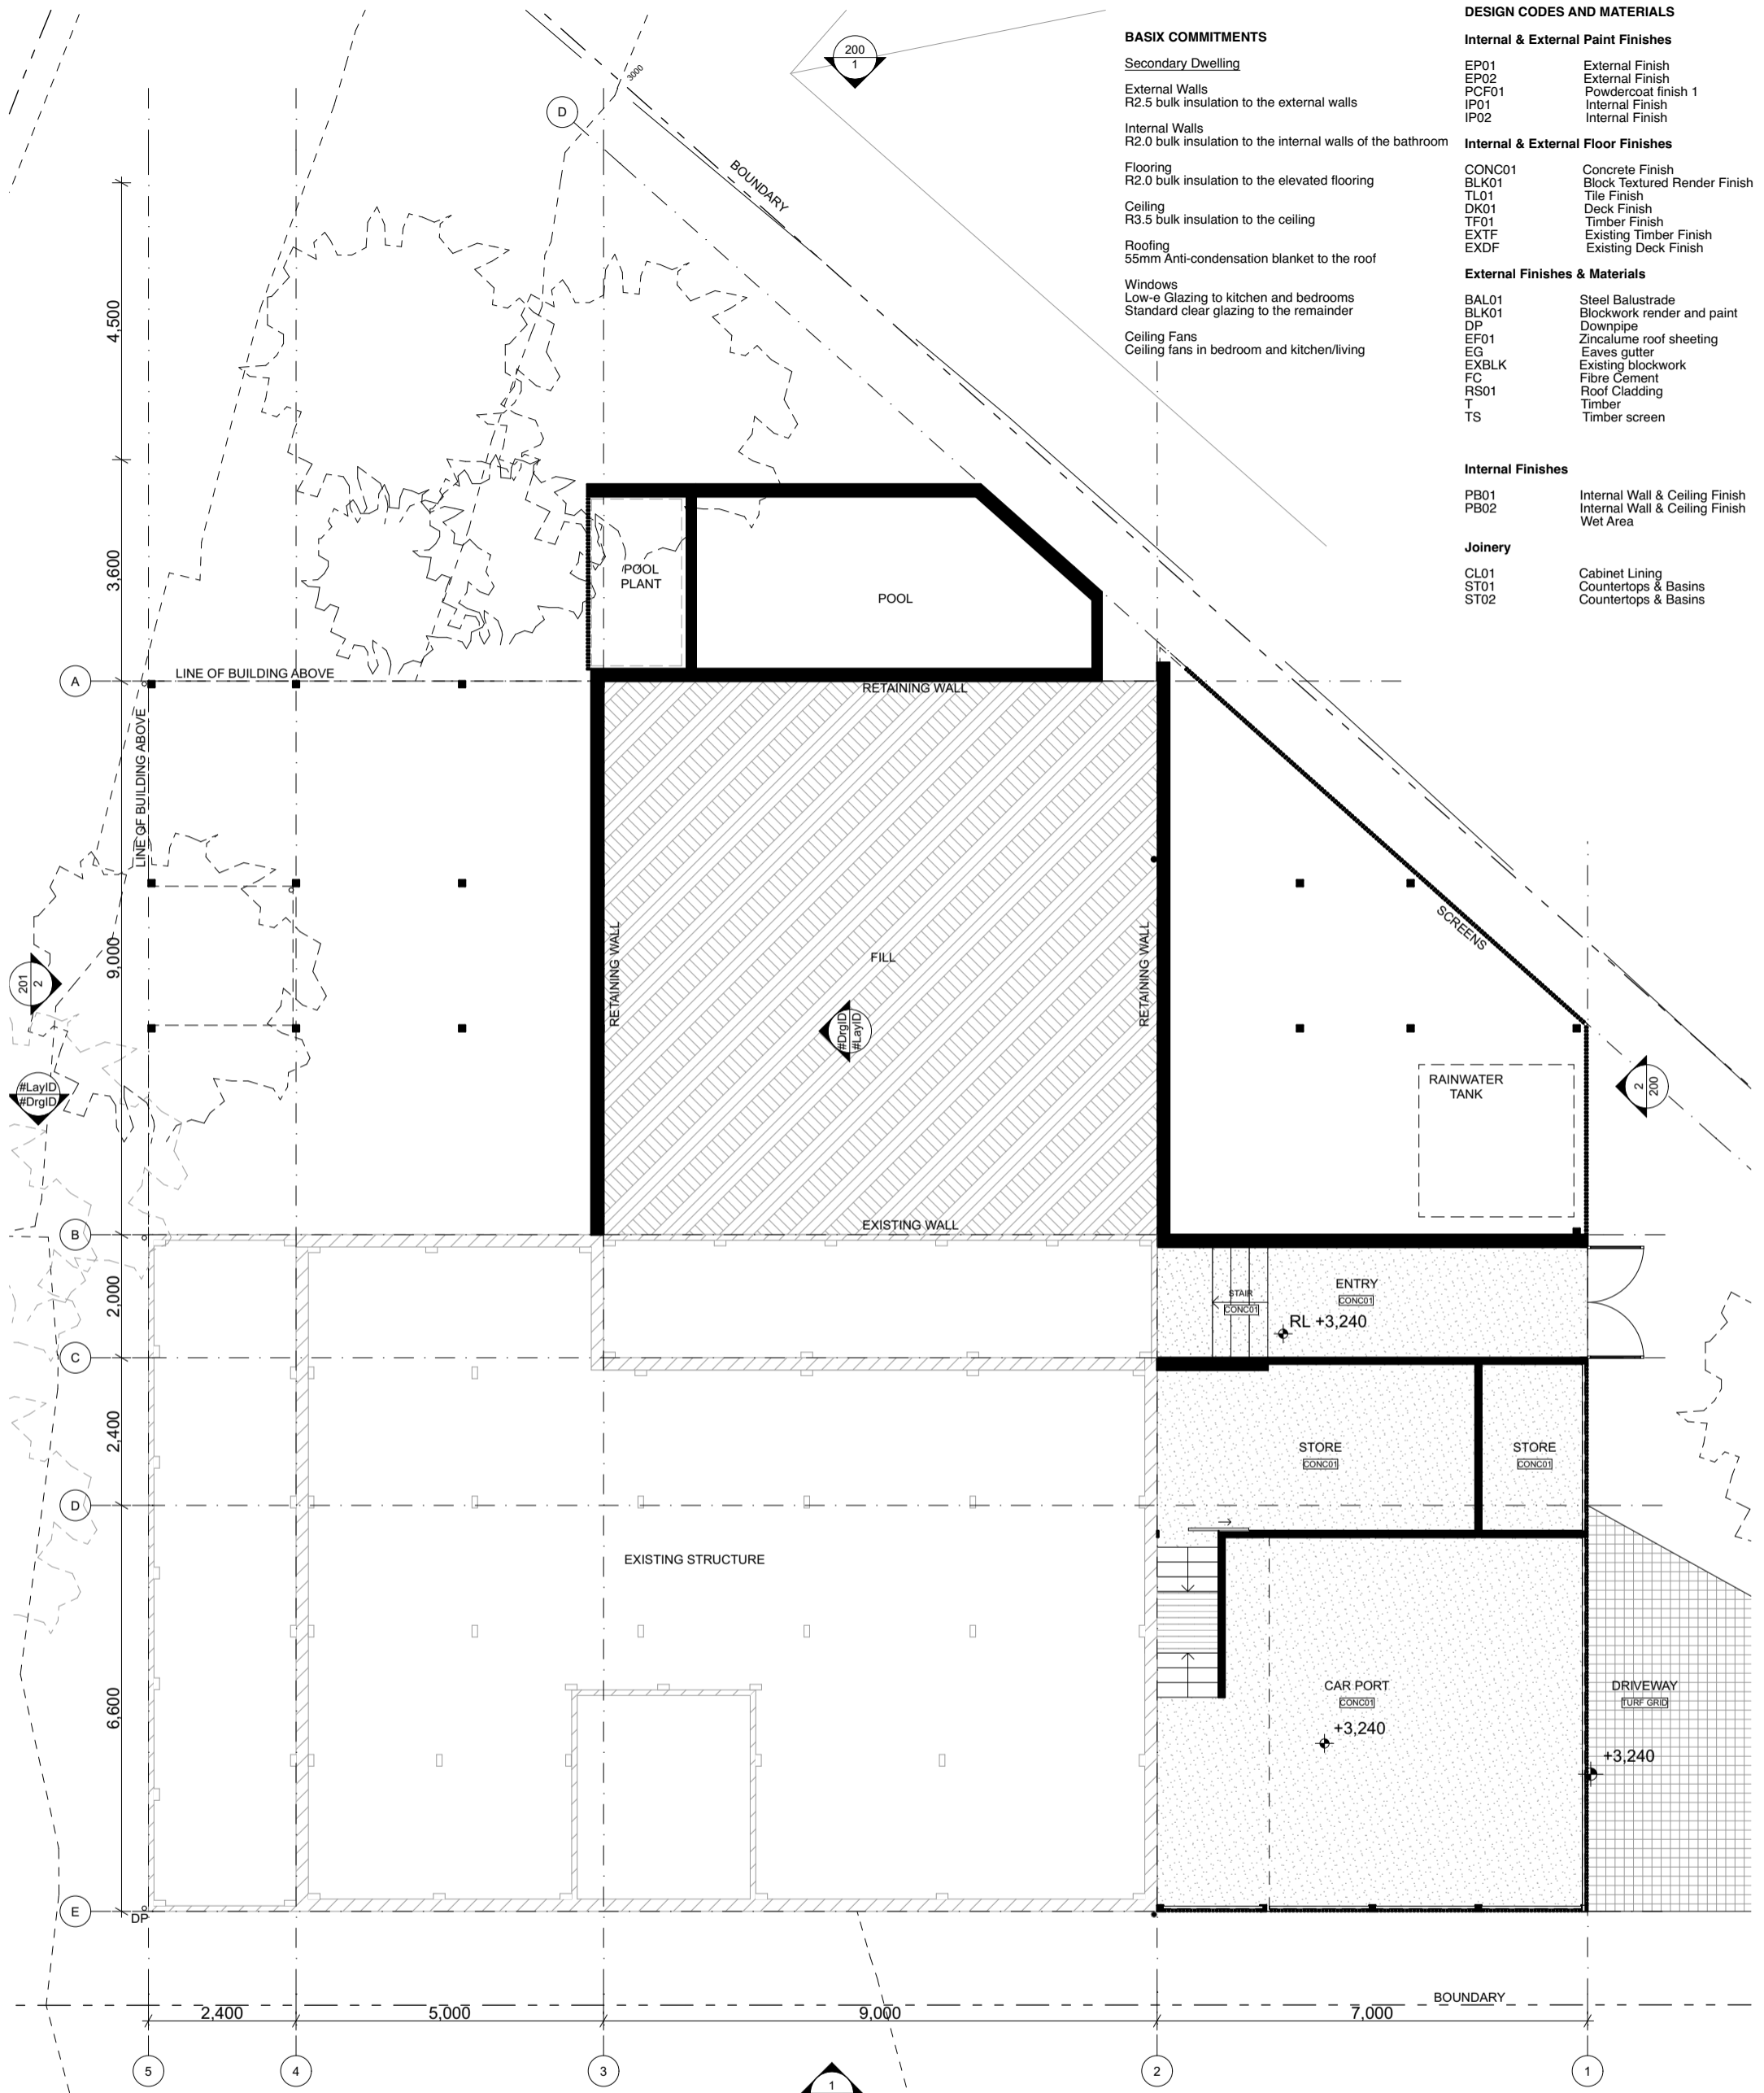 BASIX COMMITMENTS
Secondary Dwelling
External Walls
R2.5 bulk insulation to the external walls
Internal Walls
R2.0 bulk insulation to the internal walls of the bathroom
Flooring
R2.0 bulk insulation to the elevated flooring
Ceiling
R3.5 bulk insulation to the ceiling
Roofing
55mm Anti-condensation blanket to the roof
Windows
Low-e Glazing to kitchen and bedrooms
Standard clear glazing to the remainder
Ceiling Fans
Ceiling fans in bedroom and kitchen/living
DESIGN CODES AND MATERIALS
Internal & External Paint Finishes
EP01 External Finish
EP02 External Finish
PCF01 Powdercoat finish 1
IP01 Internal Finish
IP02 Internal Finish
Internal & External Floor Finishes
CONC01 Concrete Finish
BLK01 Block Textured Render Finish
TL01 Tile Finish
DK01 Deck Finish
TF01 Timber Finish
EXTF Existing Timber Finish
EXDF Existing Deck Finish
External Finishes & Materials
BAL01 Steel Balustrade
BLK01 Blockwork render and paint
DP Downpipe
EF01 Zincalume roof sheeting
EG Eaves gutter
EXBLK Existing blockwork
FC Fibre Cement
RS01 Roof Cladding
T Timber
TS Timber screen
Internal Finishes
PB01 Internal Wall & Ceiling Finish
PB02 Internal Wall & Ceiling Finish
Wet Area
Joinery
CL01 Cabinet Lining
ST01 Countertops & Basins
ST02 Countertops & Basins
200
1
3000
D
BOUNDARY
4,500
3,600
POOL
PLANT
POOL
A
LINE OF BUILDING ABOVE
RETAINING WALL
LINE OF BUILDING ABOVE
9,000
RETAINING WALL
FILL
RETAINING WALL
SCREENS
201
2
#DrgID
#LayID
#LayID
#DrgID
RAINWATER
TANK
2
200
B
EXISTING WALL
2,000
STAIR
CONC01
ENTRY
CONC01
RL +3,240
C
2,400
STORE
CONC01
STORE
CONC01
D
EXISTING STRUCTURE
6,600
CAR PORT
CONC01
+3,240
DRIVEWAY
TURF GRID
+3,240
E
DP
BOUNDARY
2,400
5,000
9,000
7,000
5
4
3
2
1
1